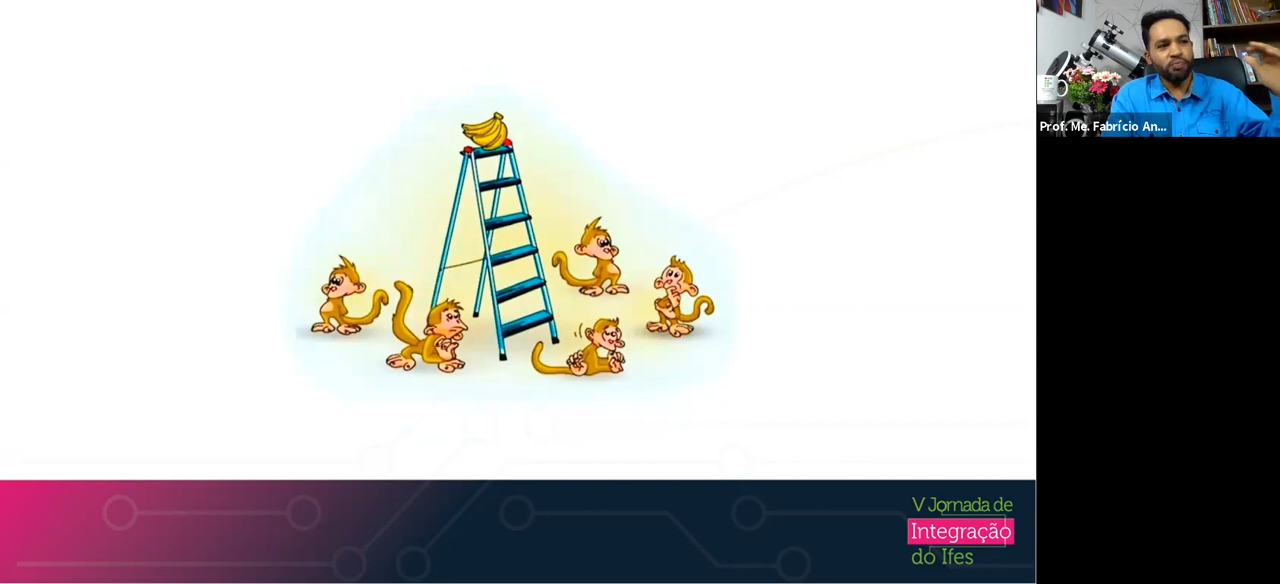 Prof. Me. Fabrício An...
V Jornada de
Integração
do Ifes